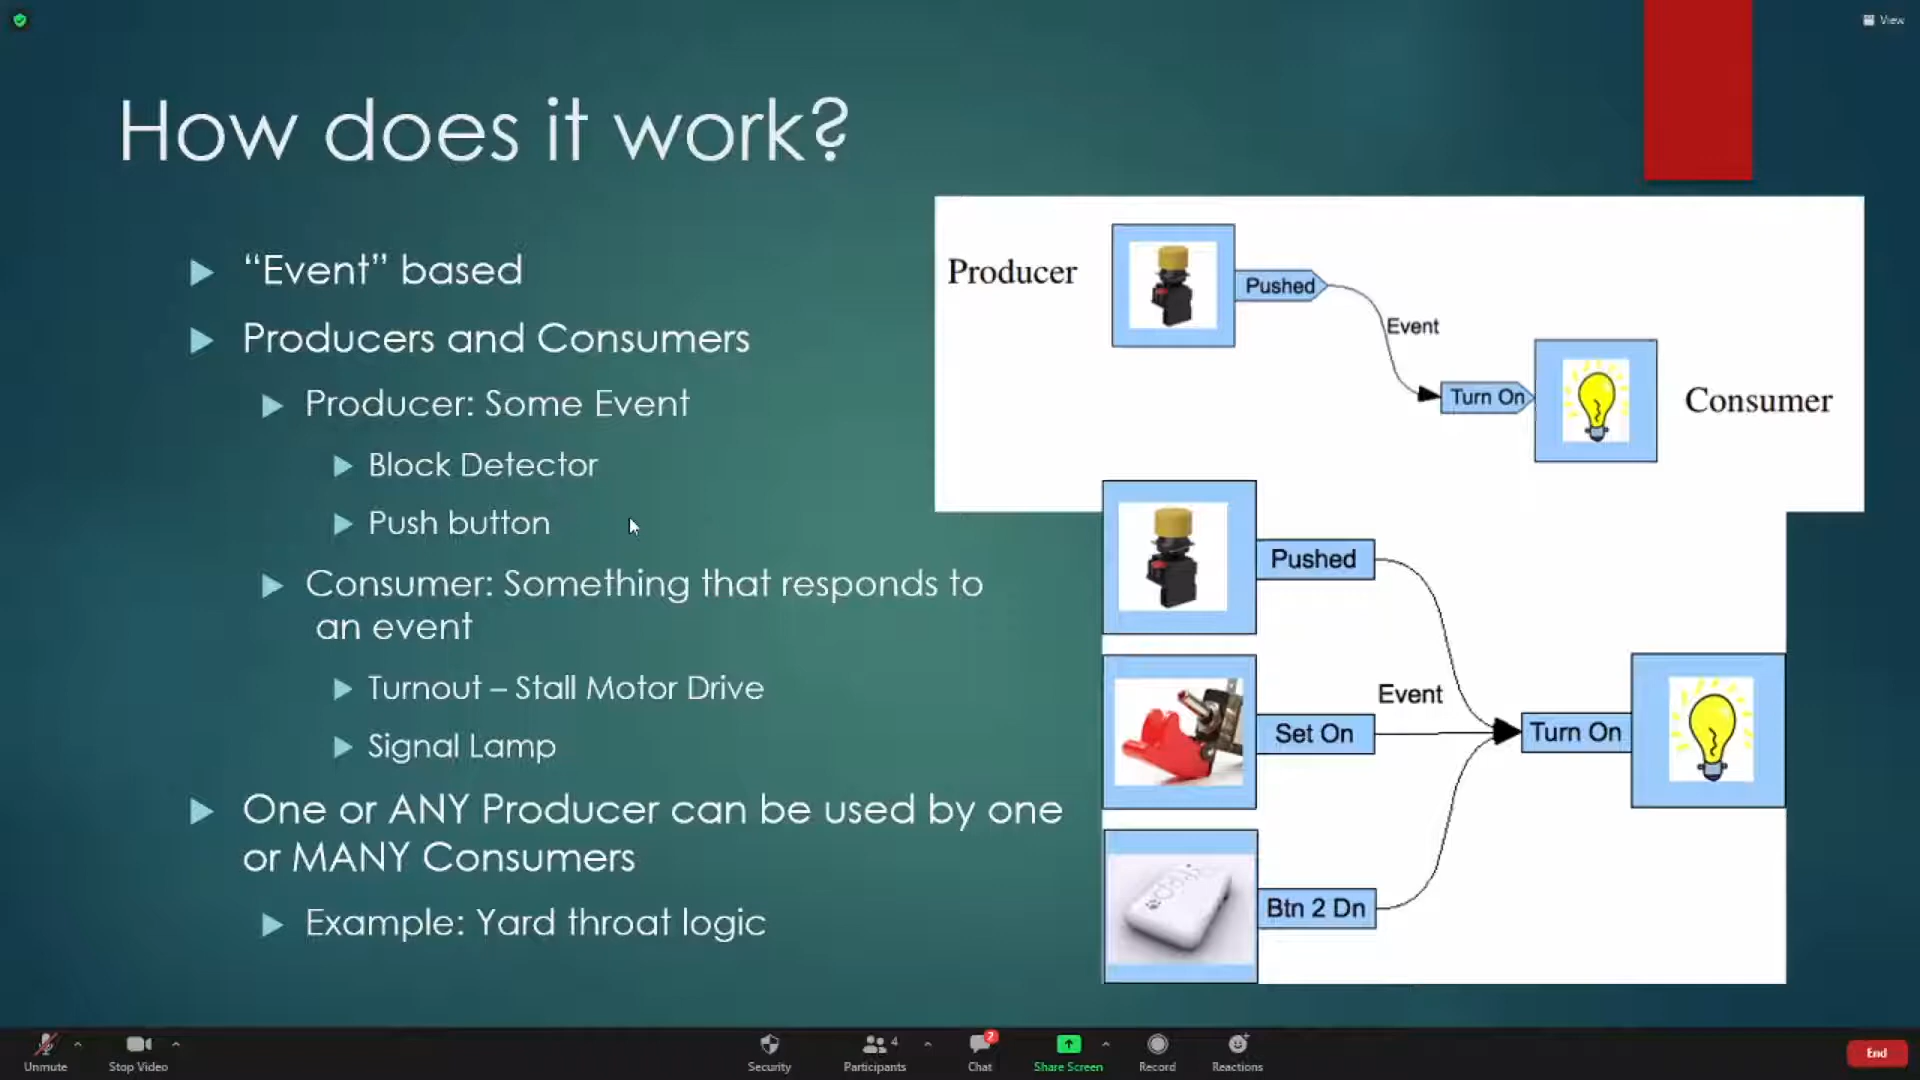 View
How does it work?
“Event” based
Producers and Consumers
Producer: Some Event
Block Detector
Push button
Consumer: Something that responds to
an event
Turnout – Stall Motor Drive
Signal Lamp
One or ANY Producer can be used by one
or MANY Consumers
Example: Yard throat logic
Producer
Pushed
Event
Turn On
Consumer
Pushed
Set On
Event
Turn On
Btn 2 Dn
Unmute
Stop Video
Security
4
Participants
Chat
Share Screen
Record
Reactions
End